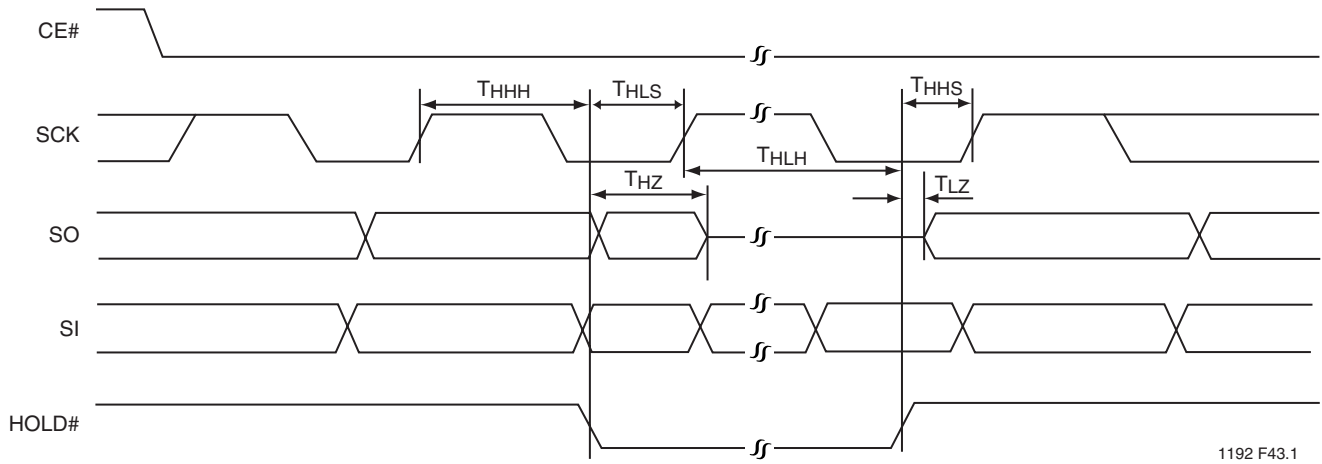 CE#
THHH
THLS
THHS
SCK
THLH
THZ
TLZ
SO
SI
HOLD#
1192 F43.1